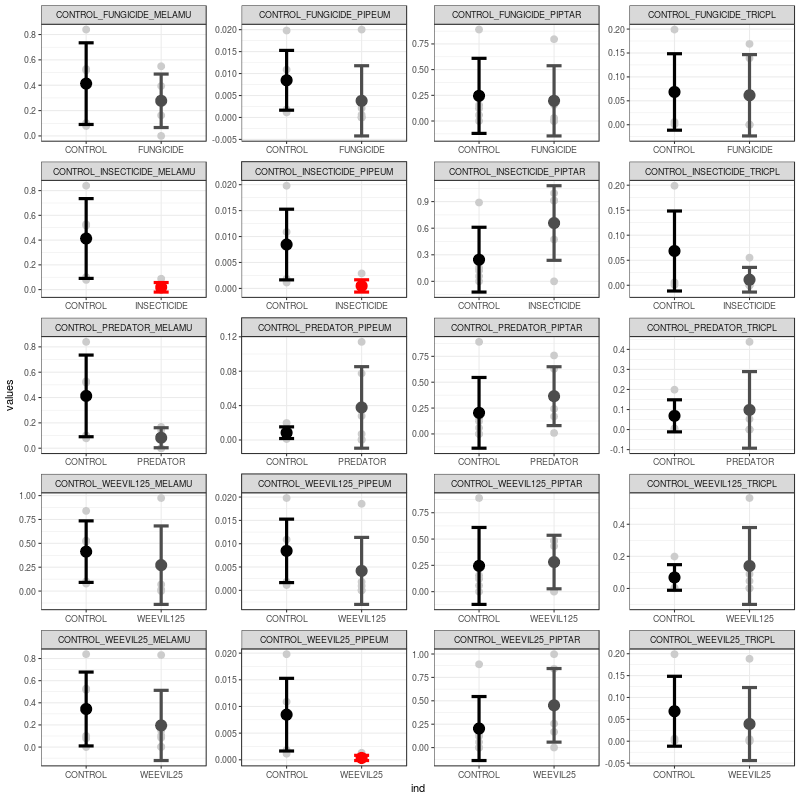 CONTROL_FUNGICIDE_MELAMU CONTROL_FUNGICIDE_PIPEUM CONTROL_FUNGICIDE_PIPTAR CONTROL_FUNGICIDE_TRICPL
0.8 0.020 0.75 0.20
0.6 0.015 0.50 0.15
0.4 0.010 0.25 0.10
0.2 0.005 0.00 0.05
0.0 0.000 0.00
-0.005
CONTROL FUNGICIDE CONTROL FUNGICIDE CONTROL FUNGICIDE CONTROL FUNGICIDE
CONTROL_INSECTICIDE_MELAMU CONTROL_INSECTICIDE_PIPEUM CONTROL_INSECTICIDE_PIPTAR CONTROL_INSECTICIDE_TRICPL
0.8 0.020 0.9 0.20
0.6 0.015 0.6 0.15
0.4 0.010 0.3 0.10
0.2 0.005 0.0 0.05
0.0 0.000 0.00
CONTROL INSECTICIDE CONTROL INSECTICIDE CONTROL INSECTICIDE CONTROL INSECTICIDE
CONTROL_PREDATOR_MELAMU CONTROL_PREDATOR_PIPEUM CONTROL_PREDATOR_PIPTAR CONTROL_PREDATOR_TRICPL
0.8 0.12 0.75 0.4
0.6 0.08 0.50 0.3
0.4 0.04 0.25 0.2
0.2 0.00 0.00 0.1
0.0 0.0
-0.1
CONTROL PREDATOR CONTROL PREDATOR CONTROL PREDATOR CONTROL PREDATOR
values
CONTROL_WEEVIL125_MELAMU CONTROL_WEEVIL125_PIPEUM CONTROL_WEEVIL125_PIPTAR CONTROL_WEEVIL125_TRICPL
1.00 0.020 0.75 0.4
0.75 0.015 0.50 0.2
0.50 0.010 0.25 0.0
0.25 0.005 0.00
0.00 0.000
CONTROL WEEVIL125 CONTROL WEEVIL125 CONTROL WEEVIL125 CONTROL WEEVIL125
CONTROL_WEEVIL25_MELAMU CONTROL_WEEVIL25_PIPEUM CONTROL_WEEVIL25_PIPTAR CONTROL_WEEVIL25_TRICPL
0.8 0.020 1.00 0.20
0.6 0.015 0.75 0.15
0.4 0.010 0.50 0.10
0.2 0.005 0.25 0.05
0.0 0.000 0.00 0.00
-0.05
CONTROL WEEVIL25 CONTROL WEEVIL25 CONTROL WEEVIL25 CONTROL WEEVIL25
ind